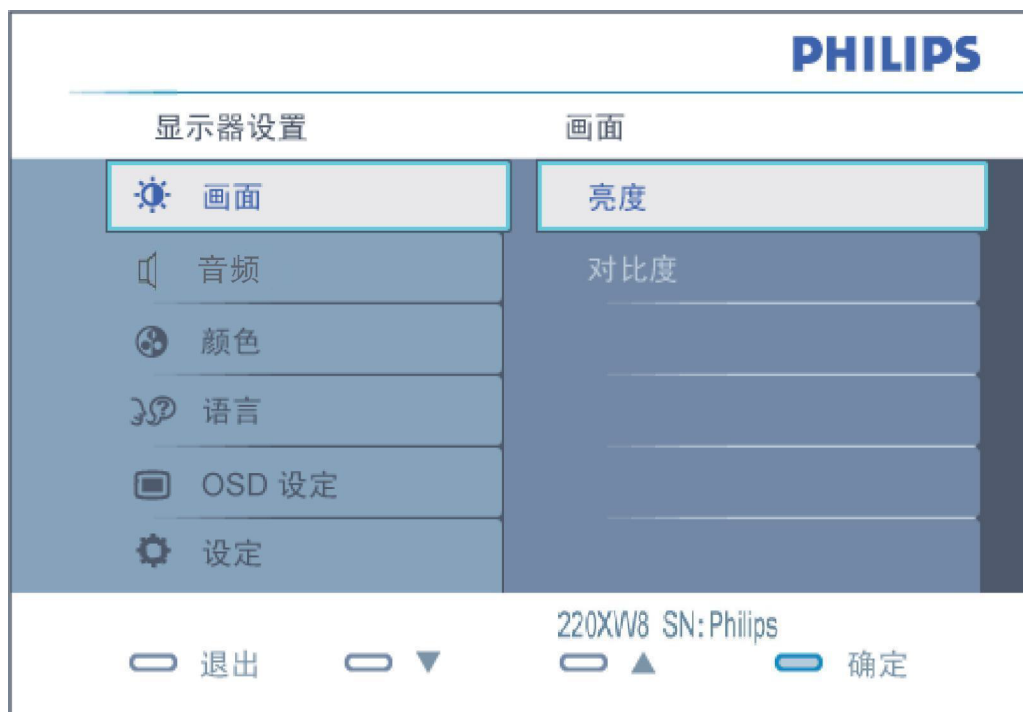 PHILIPS
显示器设置
画面
画面
亮度
音频
对比度
颜色
语言
OSD 设定
设定
220XW8 SN: Philips
退出 ▼ ▲ 确定